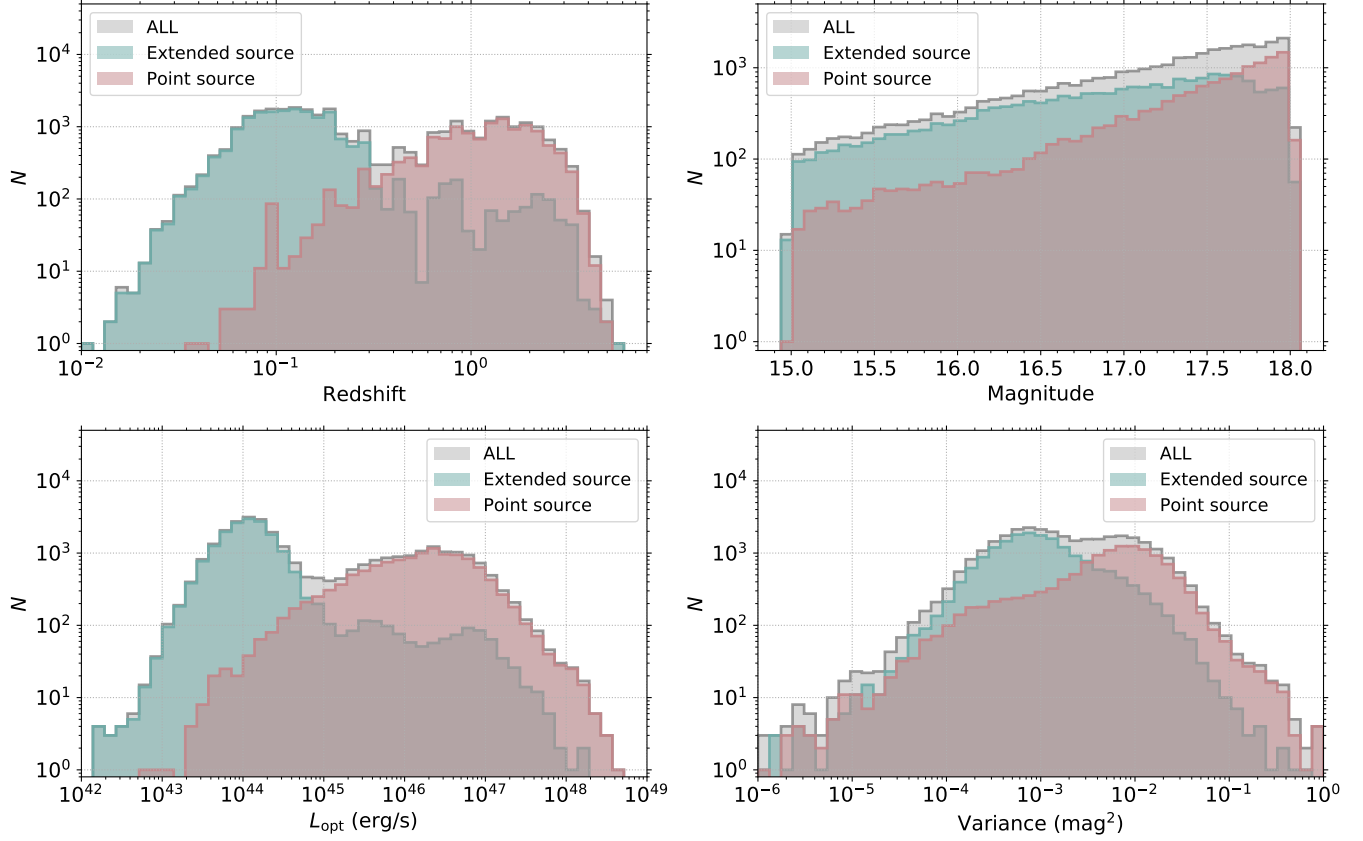 ALL
Extended source
Point source
N
10^4
10^3
10^2
10^1
10^0
10^-2
10^-1
10^0
Redshift
ALL
Extended source
Point source
N
10^3
10^2
10^1
10^0
15.0
15.5
16.0
16.5
17.0
17.5
18.0
Magnitude
ALL
Extended source
Point source
N
10^4
10^3
10^2
10^1
10^0
10^42
10^43
10^44
10^45
10^46
10^47
10^48
10^49
L_opt (erg/s)
ALL
Extended source
Point source
N
10^4
10^3
10^2
10^1
10^0
10^-6
10^-5
10^-4
10^-3
10^-2
10^-1
10^0
Variance (mag^2)